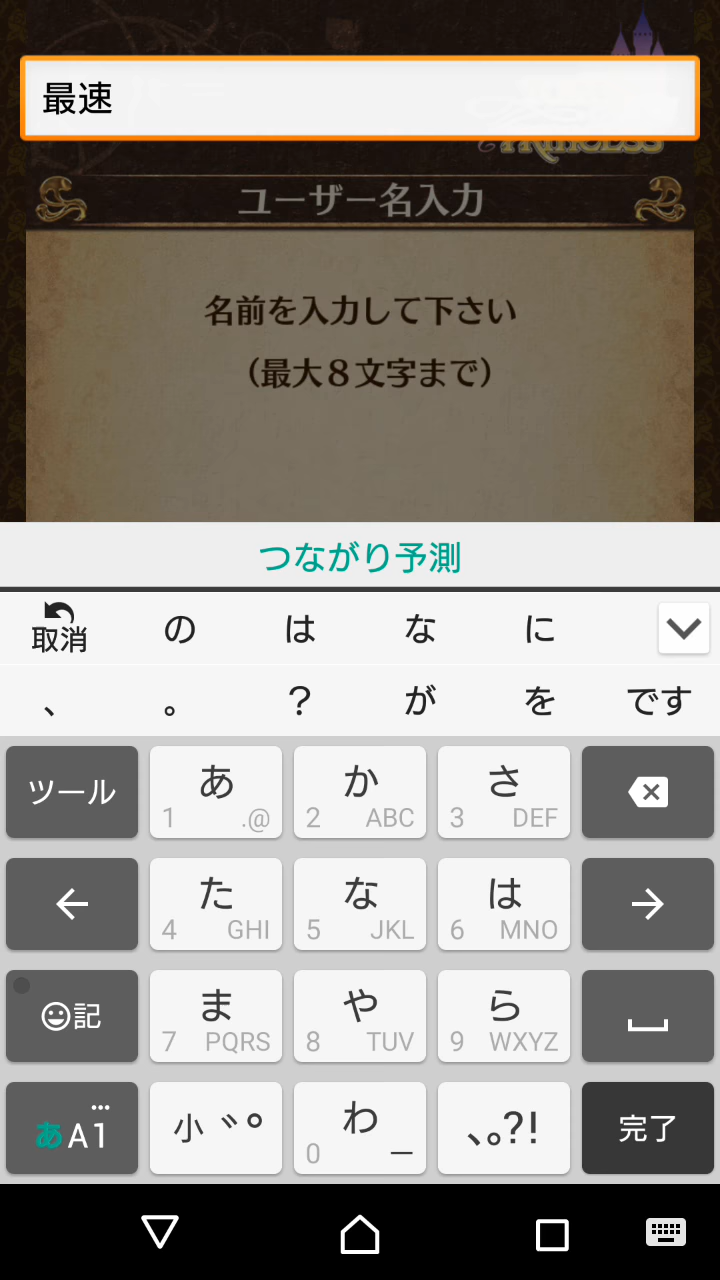 最速
PRINCESS
ユーザー名入力
名前を入力して下さい
（最大８文字まで）
つながり予測
取消 の は な に
、 。 ？ が を です
ツール あ 1 .@ か 2 ABC さ 3 DEF
た 4 GHI な 5 JKL は 6 MNO
記 ま 7 PQRS や 8 TUV ら 9 WXYZ
あA1 小 ゛゜ わ 0 ー 、。?! 完了